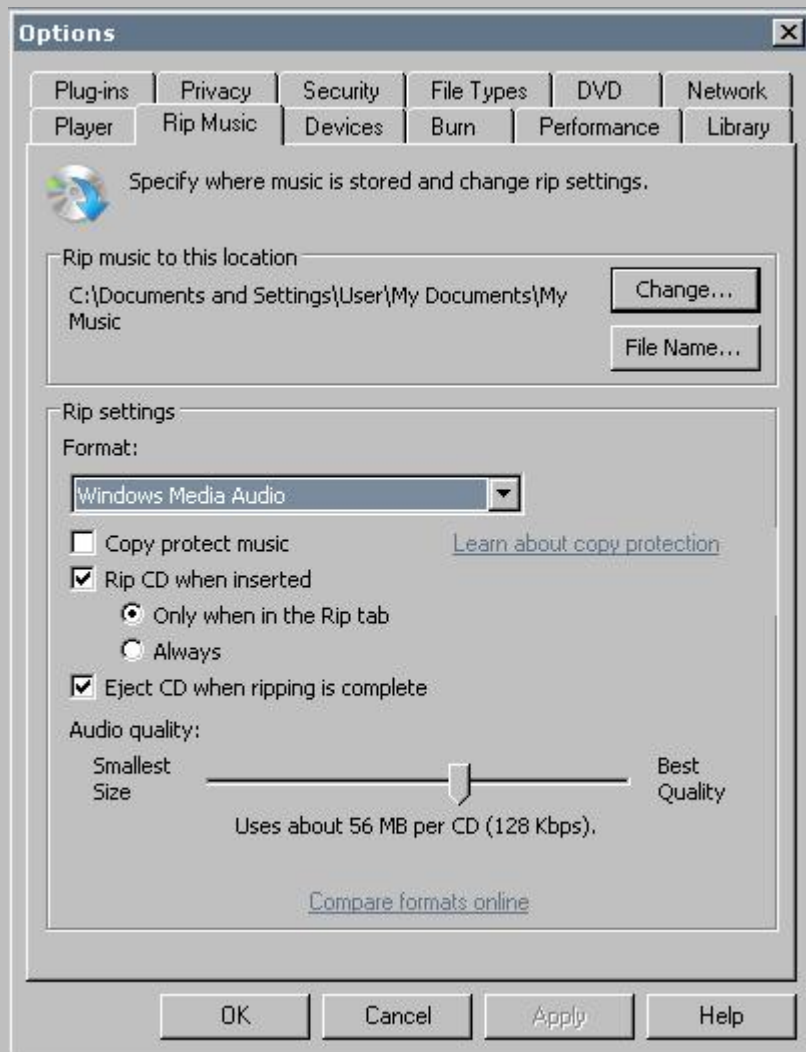 Options
Plug-ins Privacy Security File Types DVD Network
Player Rip Music Devices Burn Performance Library
Specify where music is stored and change rip settings.
Rip music to this location
C:\Documents and Settings\User\My Documents\My
Music
Change...
File Name...
Rip settings
Format:
Windows Media Audio
Copy protect music Learn about copy protection
Rip CD when inserted
Only when in the Rip tab
Always
Eject CD when ripping is complete
Audio quality:
Smallest
Size
Best
Quality
Uses about 56 MB per CD (128 Kbps).
Compare formats online
OK Cancel Apply Help